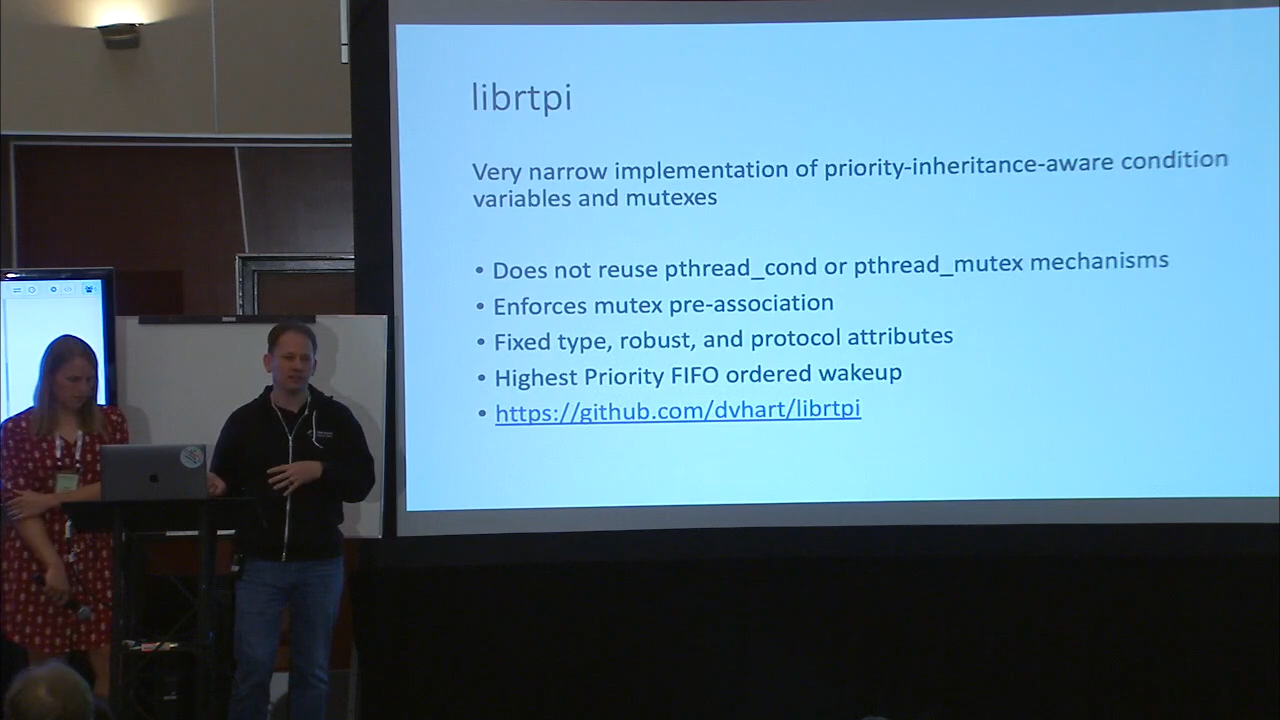 librtpi
Very narrow implementation of priority-inheritance-aware condition
variables and mutexes
• Does not reuse pthread_cond or pthread_mutex mechanisms
• Enforces mutex pre-association
• Fixed type, robust, and protocol attributes
• Highest Priority FIFO ordered wakeup
• https://github.com/dvhart/librtpi